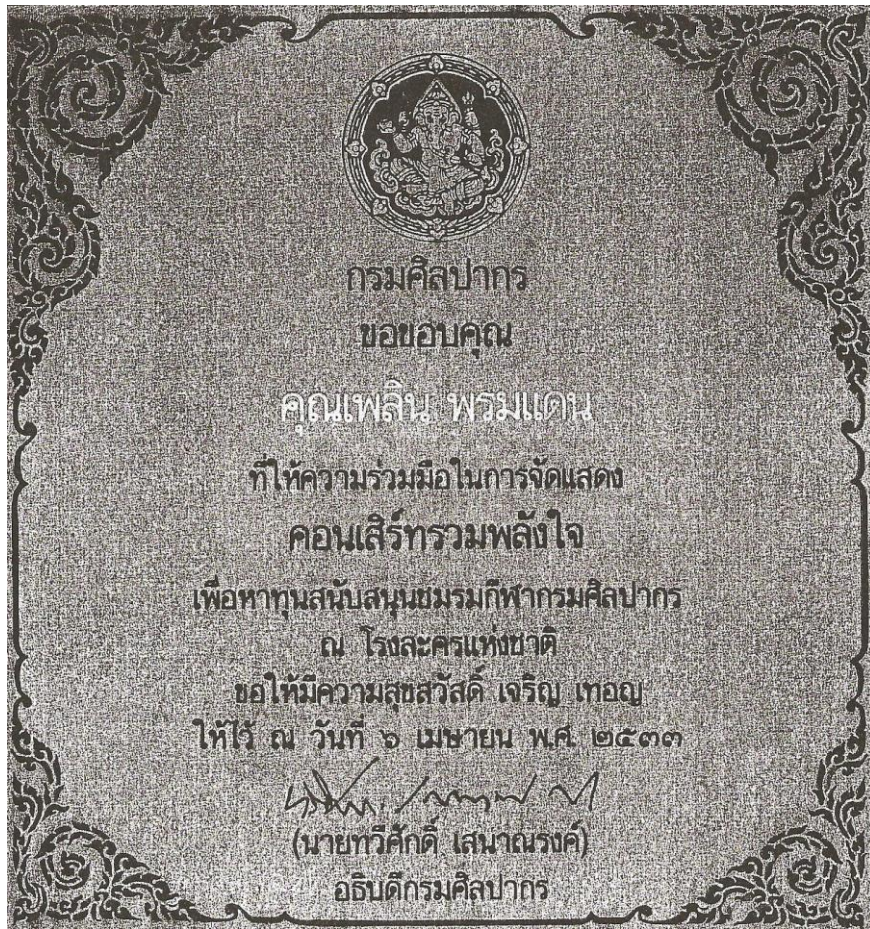 กรมศิลปากร
ขอขอบคุณ
คุณเพลิน พรมแดน
ที่ให้ความร่วมมือในการจัดแสดง
คอนเสิร์ทรวมพลังใจ
เพื่อหาทุนสนับสนุนชมรมกีฬากรมศิลปากร
ณ โรงละครแห่งชาติ
ขอให้มีความสุขสวัสดิ์ เจริญ เทอญ
ให้ไว้ ณ วันที่ ๖ เมษายน พ.ศ. ๒๕๓๓
(นายทวีศักดิ์ เสนาณรงค์)
อธิบดีกรมศิลปากร